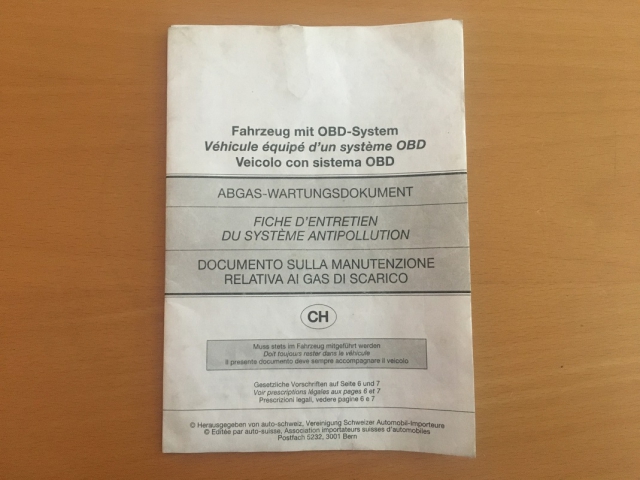 Fahrzeug mit OBD-System
Véhicule équipé d'un système OBD
Veicolo con sistema OBD
ABGAS-WARTUNGSDOKUMENT
FICHE D'ENTRETIEN
DU SYSTÈME ANTIPOLLUTION
DOCUMENTO SULLA MANUTENZIONE
RELATIVA AI GAS DI SCARICO
CH
Muss stets im Fahrzeug mitgeführt werden
Doit toujours rester dans le véhicule
Il presente documento deve sempre accompagnare il veicolo
Gesetzliche Vorschriften auf Seite 6 und 7
Voir prescriptions légales aux pages 6 et 7
Prescrizioni legali, vedere pagina 6 e 7
© Herausgegeben von auto-schweiz, Vereinigung Schweizer Automobil-Importeure
© Editée par auto-suisse, Association importateurs suisses d'automobiles
Postfach 5232, 3001 Bern